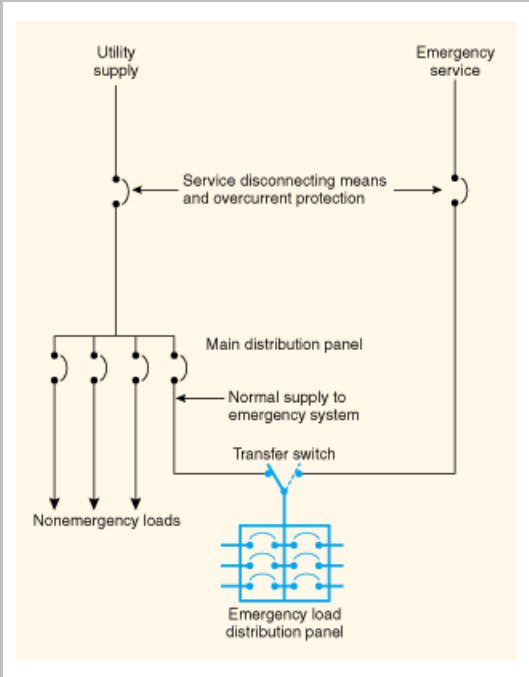 Utility
supply
Emergency
service
Service disconnecting means
and overcurrent protection
Main distribution panel
Normal supply to
emergency system
Transfer switch
Nonemergency loads
Emergency load
distribution panel